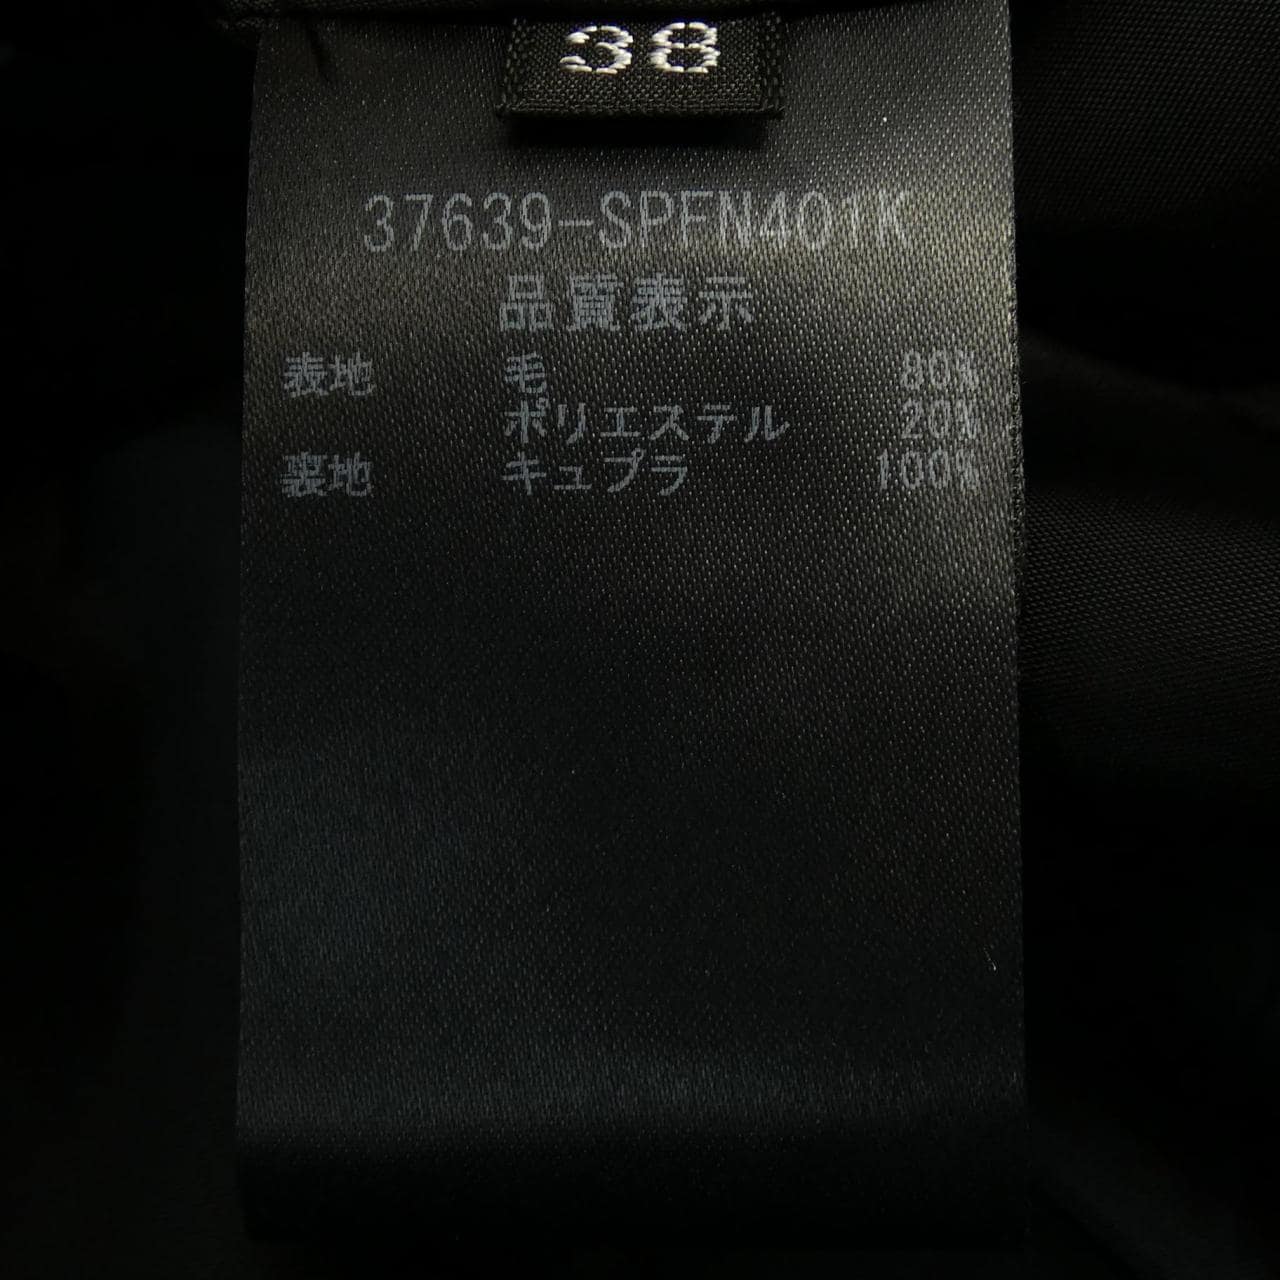 38
37639-SPFN401K
品質表示
表地 毛 80%
ポリエステル 20%
裏地 キュプラ 100%